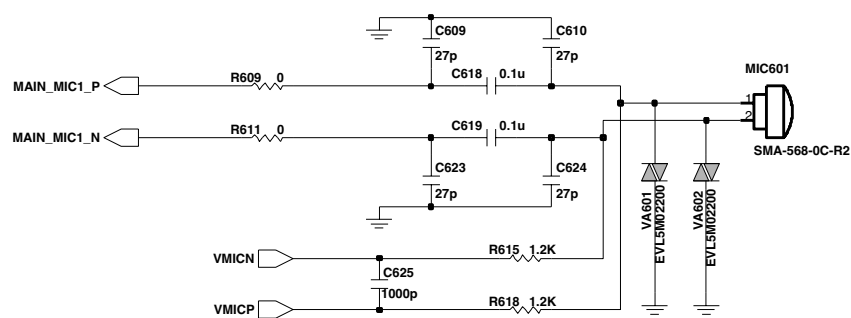 C609
27p
C610
27p
MAIN_MIC1_P
R609 0
C618 0.1u
MIC601
1
2
SMA-568-0C-R2
MAIN_MIC1_N
R611 0
C619 0.1u
C623
27p
C624
27p
VA601
EVL5M02200
VA602
EVL5M02200
VMICN
R615 1.2K
C625
1000p
VMICP
R618 1.2K